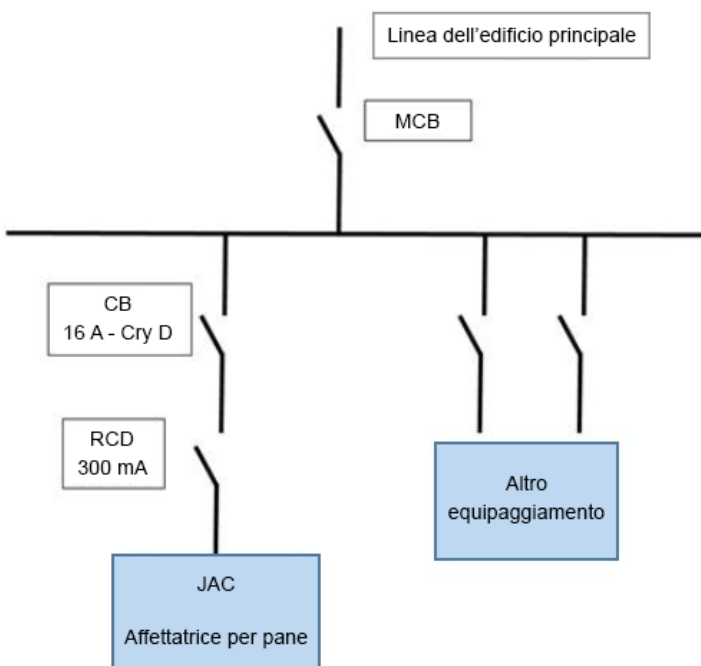 Linea dell'edificio principale
MCB
CB
16 A - Cry D
RCD
300 mA
Altro
equipaggiamento
JAC
Affettatrice per pane